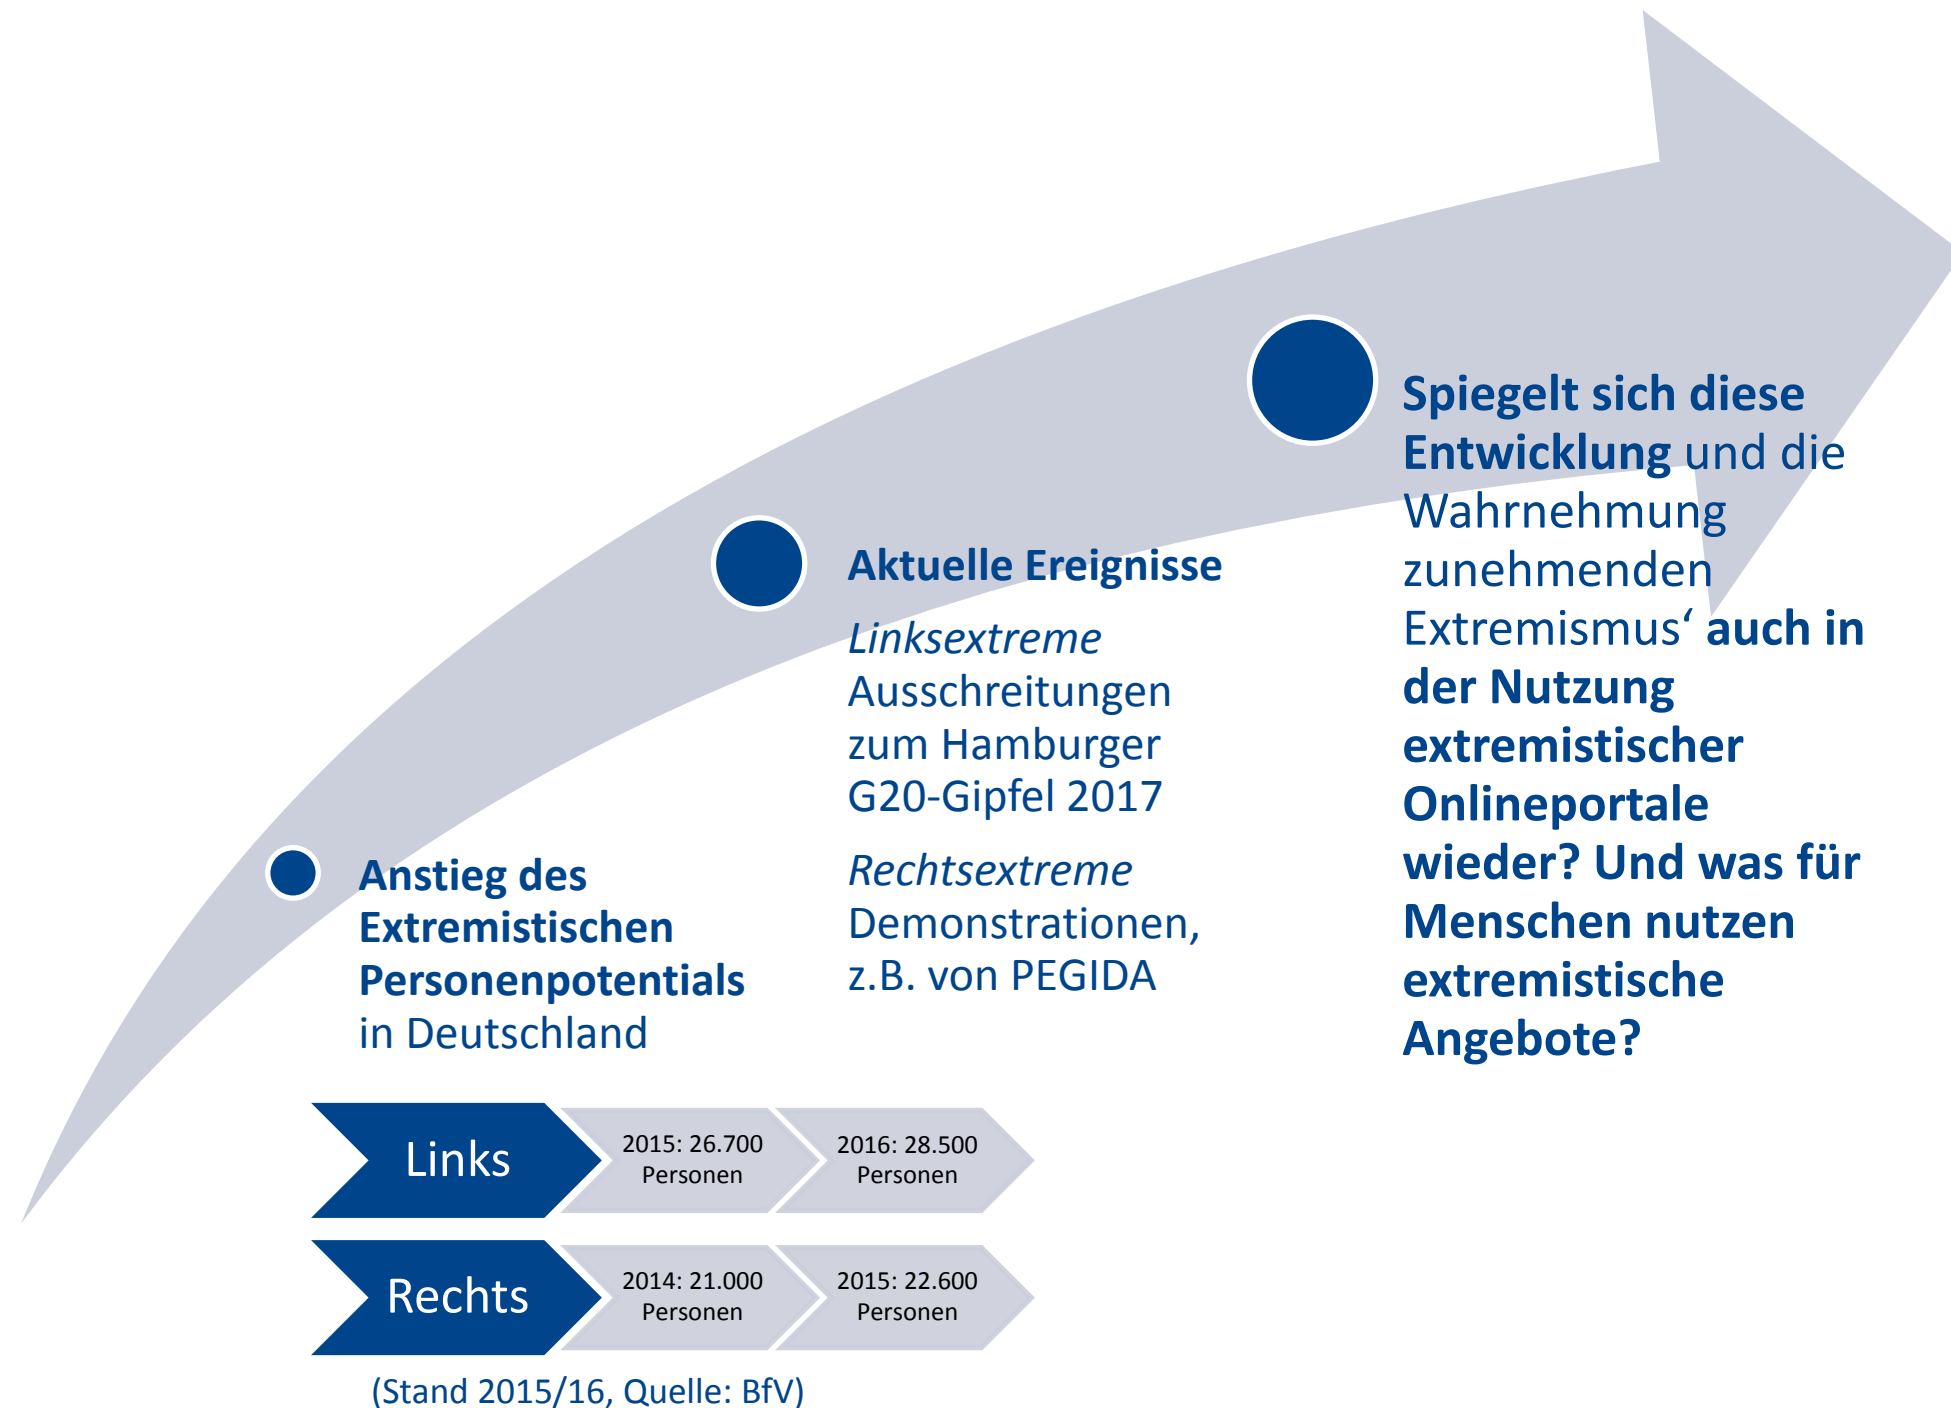 Anstieg des
Extremistischen
Personenpotentials
in Deutschland
Links
2015: 26.700
Personen
2016: 28.500
Personen
Rechts
2014: 21.000
Personen
2015: 22.600
Personen
(Stand 2015/16, Quelle: BfV)
Aktuelle Ereignisse
Linksextreme
Ausschreitungen
zum Hamburger
G20-Gipfel 2017
Rechtsextreme
Demonstrationen,
z.B. von PEGIDA
Spiegelt sich diese
Entwicklung und die
Wahrnehmung
zunehmenden
Extremismus‘ auch in
der Nutzung
extremistischer
Onlineportale
wieder? Und was für
Menschen nutzen
extremistische
Angebote?